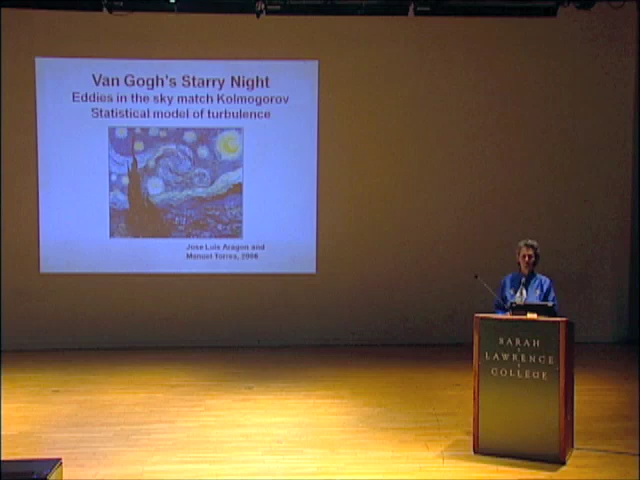 Van Gogh's Starry Night
Eddies in the sky match Kolmogorov
Statistical model of turbulence
Jose Luis Aragon and
Manuel Torres, 2006
SARAH
LAWRENCE
COLLEGE